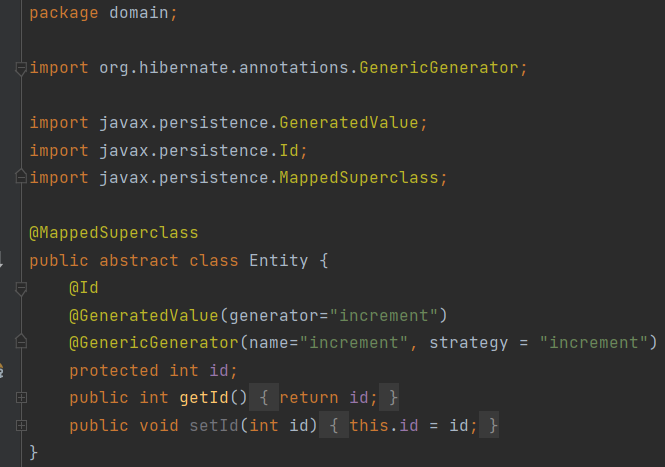 package domain;
import org.hibernate.annotations.GenericGenerator;
import javax.persistence.GeneratedValue;
import javax.persistence.Id;
import javax.persistence.MappedSuperclass;
@MappedSuperclass
public abstract class Entity {
@Id
@GeneratedValue(generator="increment")
@GenericGenerator(name="increment", strategy = "increment")
protected int id;
public int getId() { return id; }
public void setId(int id) { this.id = id; }
}